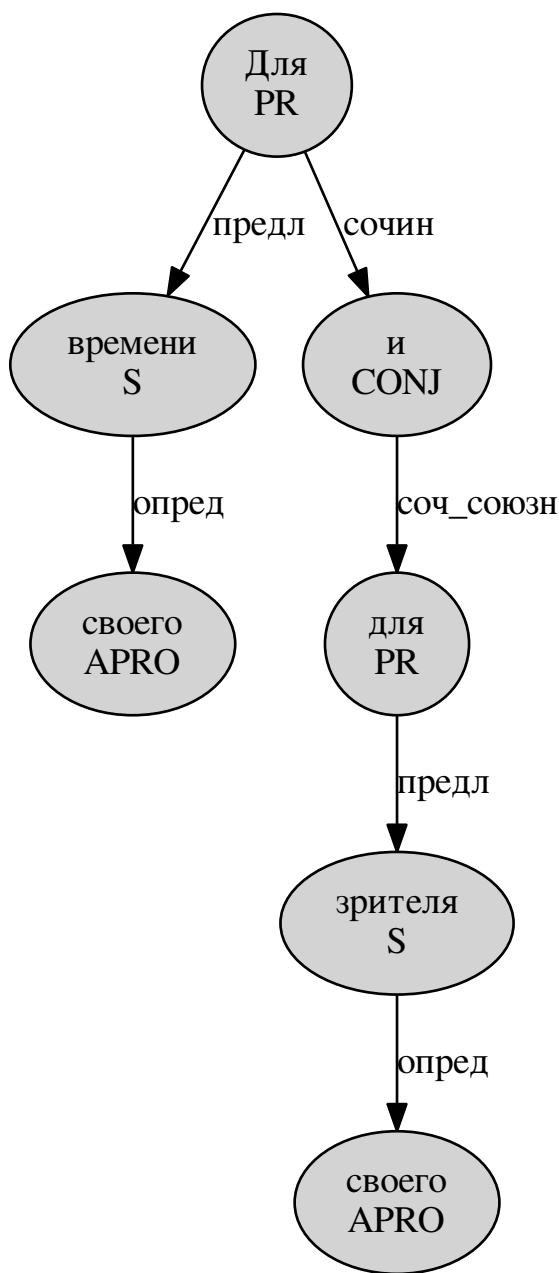 Для
PR
предл
сочин
времени
S
и
CONJ
опред
соч_союзн
своего
APRO
для
PR
предл
зрителя
S
опред
своего
APRO